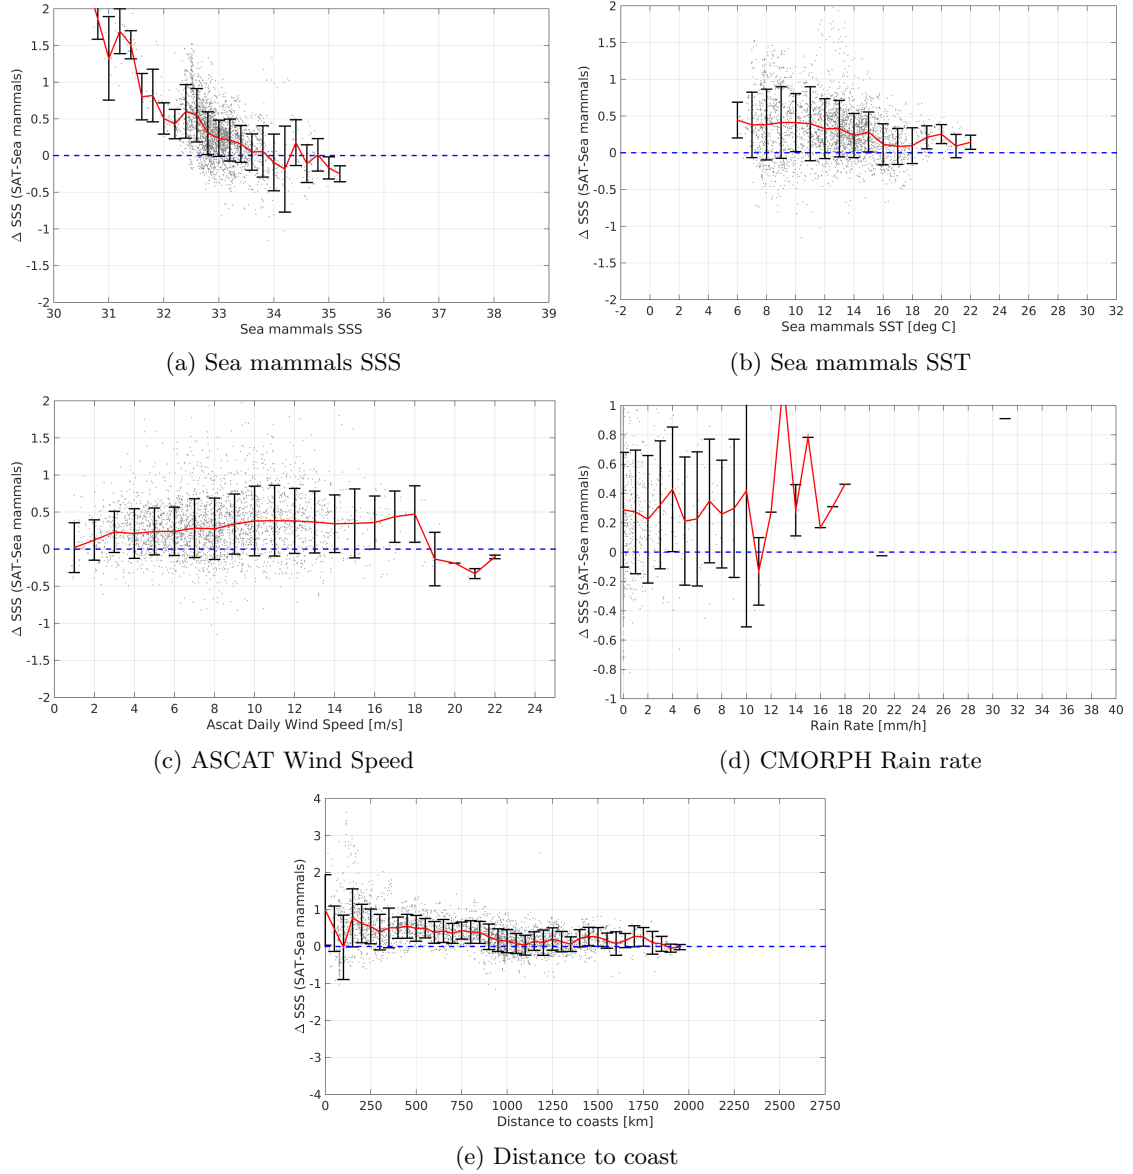 2
1.5
1
0.5
0
-0.5
-1
-1.5
-2
30 31 32 33 34 35 36 37 38 39
Δ SSS (SAT-Sea mammals)
Sea mammals SSS
(a) Sea mammals SSS
2
1.5
1
0.5
0
-0.5
-1
-1.5
-2
-2 0 2 4 6 8 10 12 14 16 18 20 22 24 26 28 30 32
Δ SSS (SAT-Sea mammals)
Sea mammals SST [deg C]
(b) Sea mammals SST
2
1.5
1
0.5
0
-0.5
-1
-1.5
-2
0 2 4 6 8 10 12 14 16 18 20 22 24
Δ SSS (SAT-Sea mammals)
Ascat Daily Wind Speed [m/s]
(c) ASCAT Wind Speed
1
0.8
0.6
0.4
0.2
0
-0.2
-0.4
-0.6
-0.8
-1
0 2 4 6 8 10 12 14 16 18 20 22 24 26 28 30 32 34 36 38 40
Δ SSS (SAT-Sea mammals)
Rain Rate [mm/h]
(d) CMORPH Rain rate
4
3
2
1
0
-1
-2
-3
-4
0 250 500 750 1000 1250 1500 1750 2000 2250 2500 2750
Δ SSS (SAT-Sea mammals)
Distance to coasts [km]
(e) Distance to coast